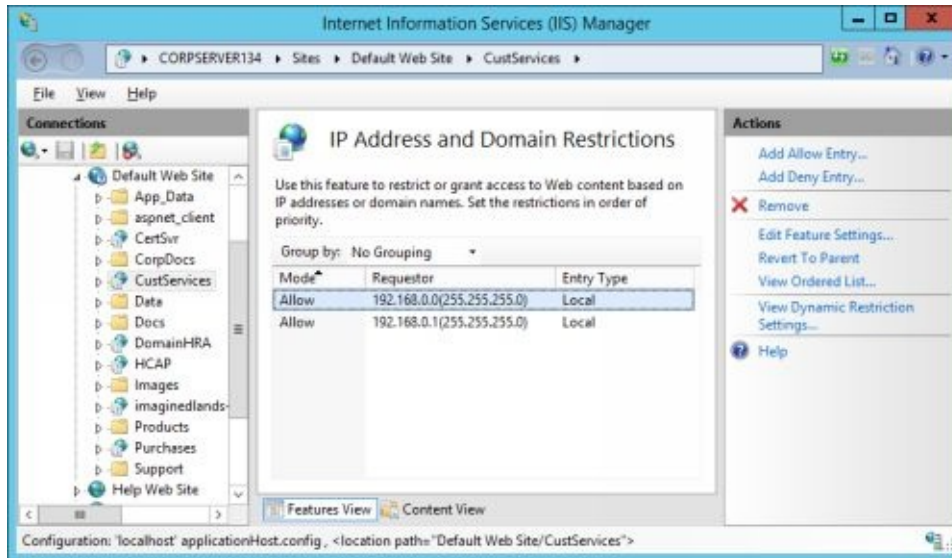 Internet Information Services (IIS) Manager
CORPSERVER134 Sites Default Web Site CustServices
File View Help
Connections
Default Web Site
App_Data
aspnet_client
CertSvr
CorpDocs
CustServices
Data
Docs
DomainHRA
HCAP
Images
imaginedlands-
Products
Purchases
Support
Help Web Site
IP Address and Domain Restrictions
Use this feature to restrict or grant access to Web content based on
IP addresses or domain names. Set the restrictions in order of
priority.
Group by: No Grouping
Mode Requestor Entry Type
Allow 192.168.0.0(255.255.255.0) Local
Allow 192.168.0.1(255.255.255.0) Local
Features View Content View
Actions
Add Allow Entry...
Add Deny Entry...
Remove
Edit Feature Settings...
Revert To Parent
View Ordered List...
View Dynamic Restriction
Settings...
Help
Configuration: 'localhost' applicationHost.config , <location path="Default Web Site/CustServices">